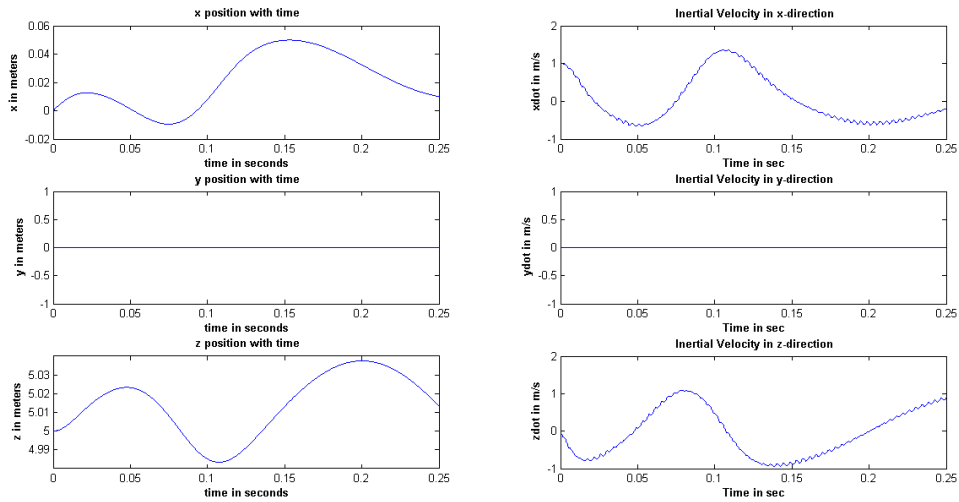 x position with time
0.06
0.04
0.02
0
-0.02
x in meters
0 0.05 0.1 0.15 0.2 0.25
time in seconds
Inertial Velocity in x-direction
2
1
0
-1
xdot in m/s
0 0.05 0.1 0.15 0.2 0.25
Time in sec
y position with time
1
0.5
0
-0.5
-1
y in meters
0 0.05 0.1 0.15 0.2 0.25
time in seconds
Inertial Velocity in y-direction
1
0.5
0
-0.5
-1
ydot in m/s
0 0.05 0.1 0.15 0.2 0.25
Time in sec
z position with time
5.03
5.02
5.01
5
4.99
z in meters
0 0.05 0.1 0.15 0.2 0.25
time in seconds
Inertial Velocity in z-direction
2
1
0
-1
zdot in m/s
0 0.05 0.1 0.15 0.2 0.25
Time in sec